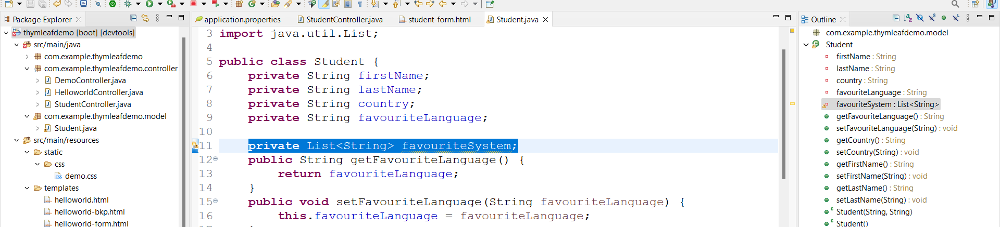 Package Explorer
thymleafdemo [boot] [devtools]
src/main/java
com.example.thymleafdemo
com.example.thymleafdemo.controller
DemoController.java
HelloworldController.java
StudentController.java
com.example.thymleafdemo.model
Student.java
src/main/resources
static
css
demo.css
templates
helloworld.html
helloworld-bkp.html
helloworld-form.html
application.properties
StudentController.java
student-form.html
Student.java
3 import java.util.List;
4
5 public class Student {
6 private String firstName;
7 private String lastName;
8 private String country;
9 private String favouriteLanguage;
10
11 private List<String> favouriteSystem;
12 public String getFavouriteLanguage() {
13 return favouriteLanguage;
14 }
15 public void setFavouriteLanguage(String favouriteLanguage) {
16 this.favouriteLanguage = favouriteLanguage;
Outline
com.example.thymleafdemo.model
Student
firstName : String
lastName : String
country : String
favouriteLanguage : String
favouriteSystem : List<String>
getFavouriteLanguage() : String
setFavouriteLanguage(String) : void
getCountry() : String
setCountry(String) : void
getFirstName() : String
setFirstName(String) : void
getLastName() : String
setLastName(String) : void
Student(String, String)
Student()